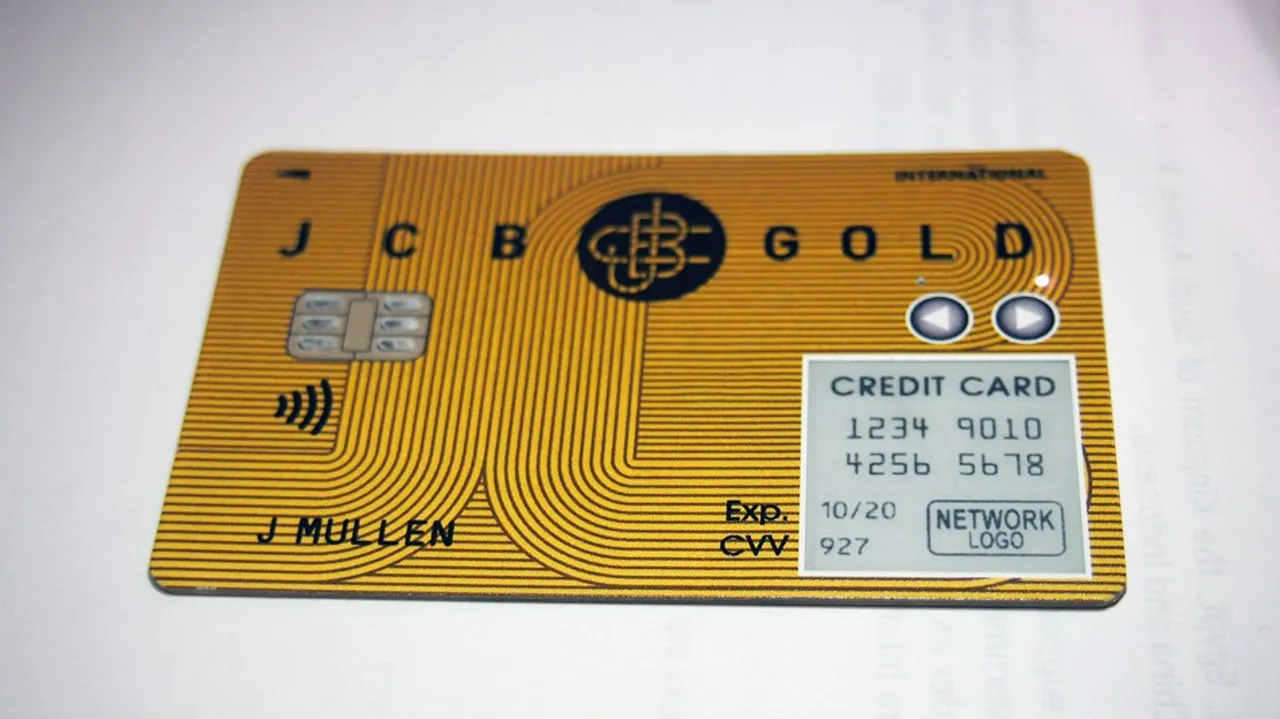 INTERNATIONAL
J C B GOLD
CREDIT CARD
1234 9010
4256 5678
Exp. 10/20
CVV 927
NETWORK
LOGO
J MULLEN